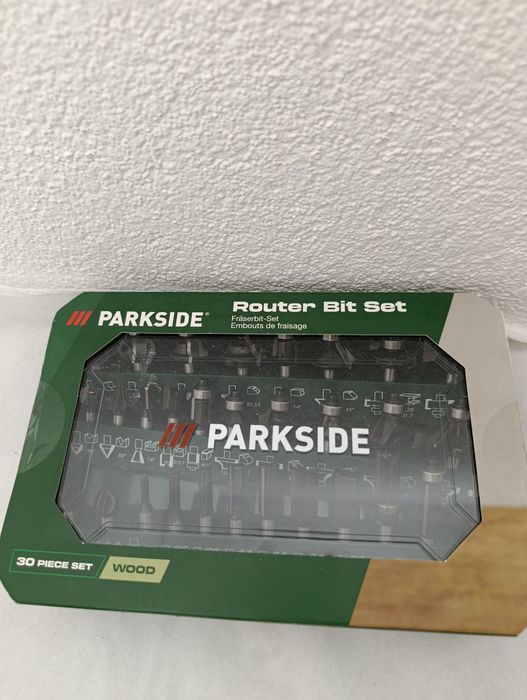 PARKSIDE®
Router Bit Set
Fräserbit-Set
Embouts de fraisage
PARKSIDE
30 PIECE SET
WOOD